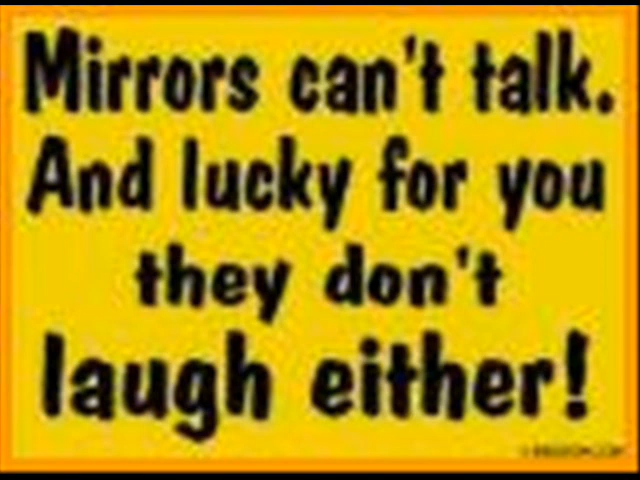 Mirrors can't talk.
And lucky for you
they don't
laugh either!